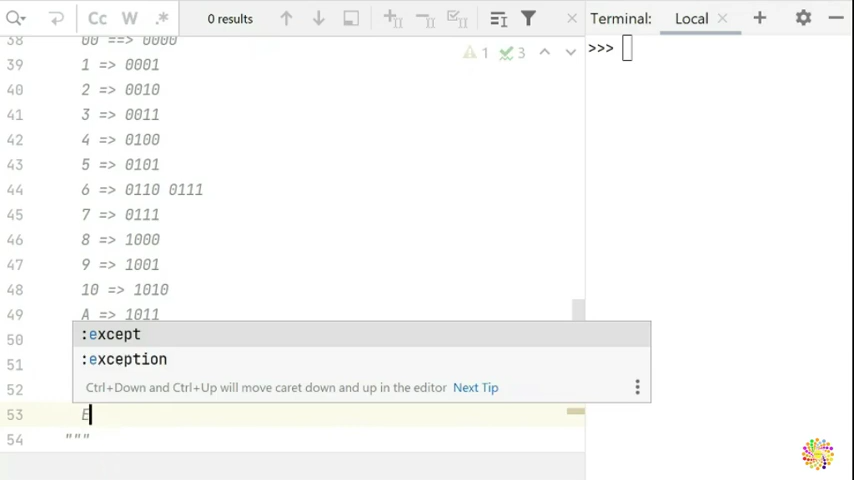 Cc W .* 0 results Terminal: Local
38 00 ==> 0000
39 1 => 0001
40 2 => 0010
41 3 => 0011
42 4 => 0100
43 5 => 0101
44 6 => 0110 0111
45 7 => 0111
46 8 => 1000
47 9 => 1001
48 10 => 1010
49 A => 1011
50
51
52
53 E
54 """
:except
:exception
Ctrl+Down and Ctrl+Up will move caret down and up in the editor Next Tip
1 3
>>>